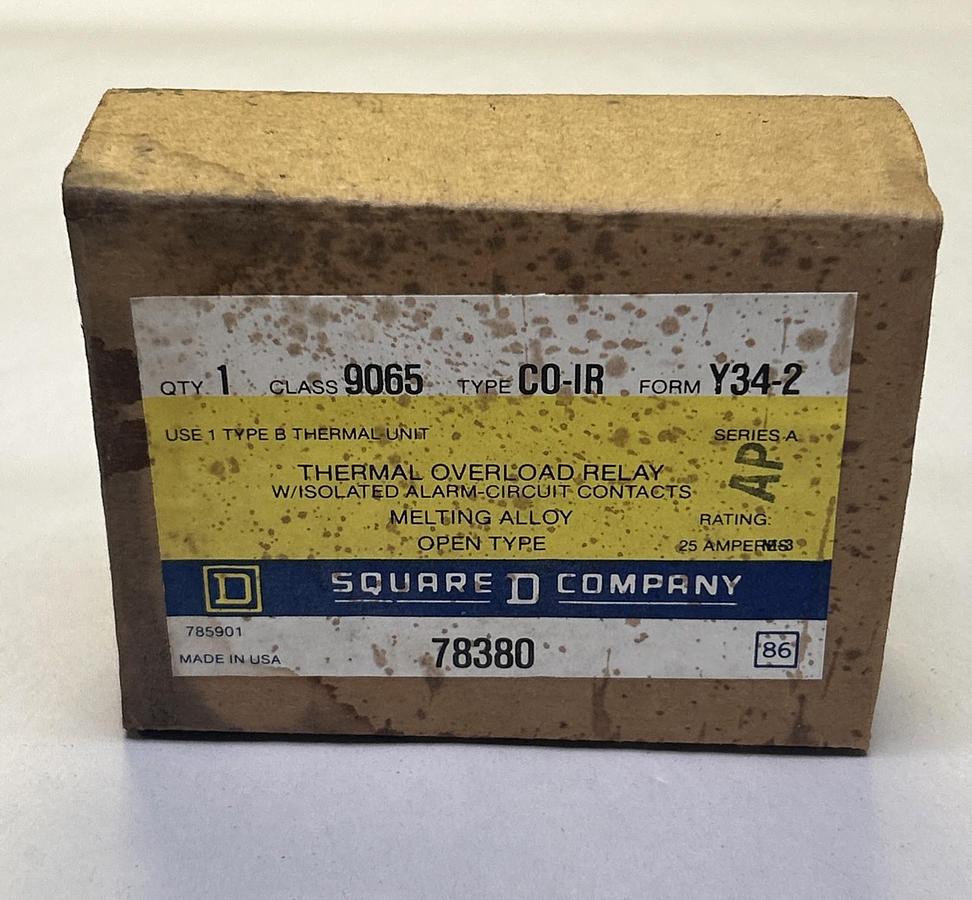 QTY 1 CLASS 9065 TYPE CO-1R FORM Y34-2
USE 1 TYPE B THERMAL UNIT SERIES A
AP
THERMAL OVERLOAD RELAY
W/ISOLATED ALARM-CIRCUIT CONTACTS
MELTING ALLOY RATING:
OPEN TYPE 25 AMPERES
D SQUARE D COMPANY
785901
MADE IN USA 78380 86